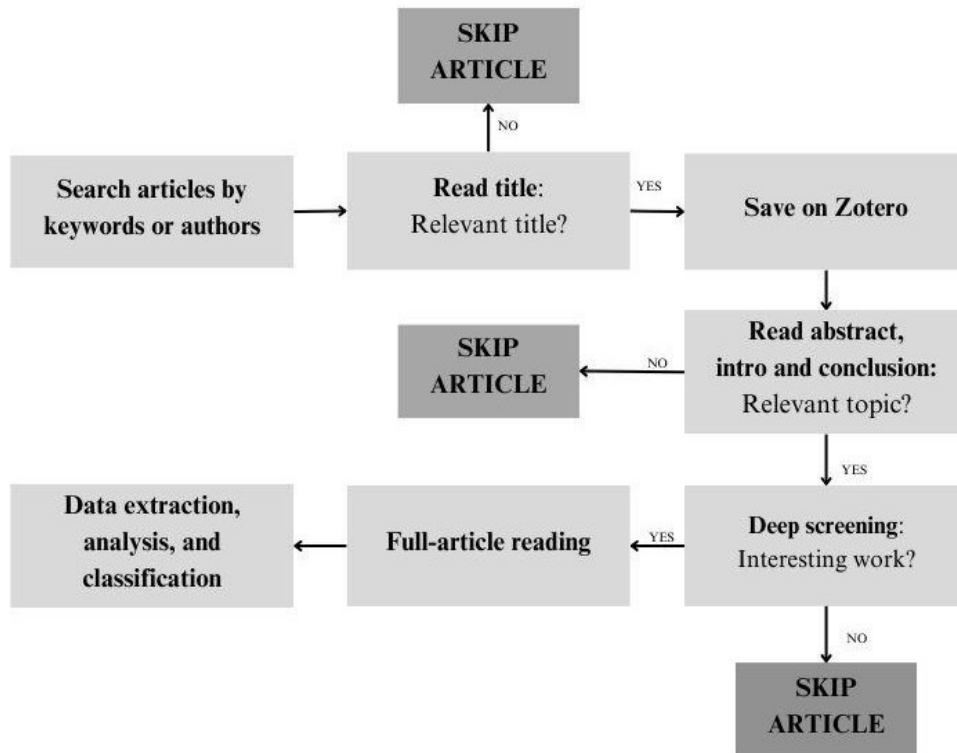 SKIP
ARTICLE
NO
Search articles by
keywords or authors
Read title:
Relevant title?
YES
Save on Zotero
Read abstract,
intro and conclusion:
Relevant topic?
NO
SKIP
ARTICLE
YES
Deep screening:
Interesting work?
YES
Full-article reading
Data extraction,
analysis, and
classification
NO
SKIP
ARTICLE